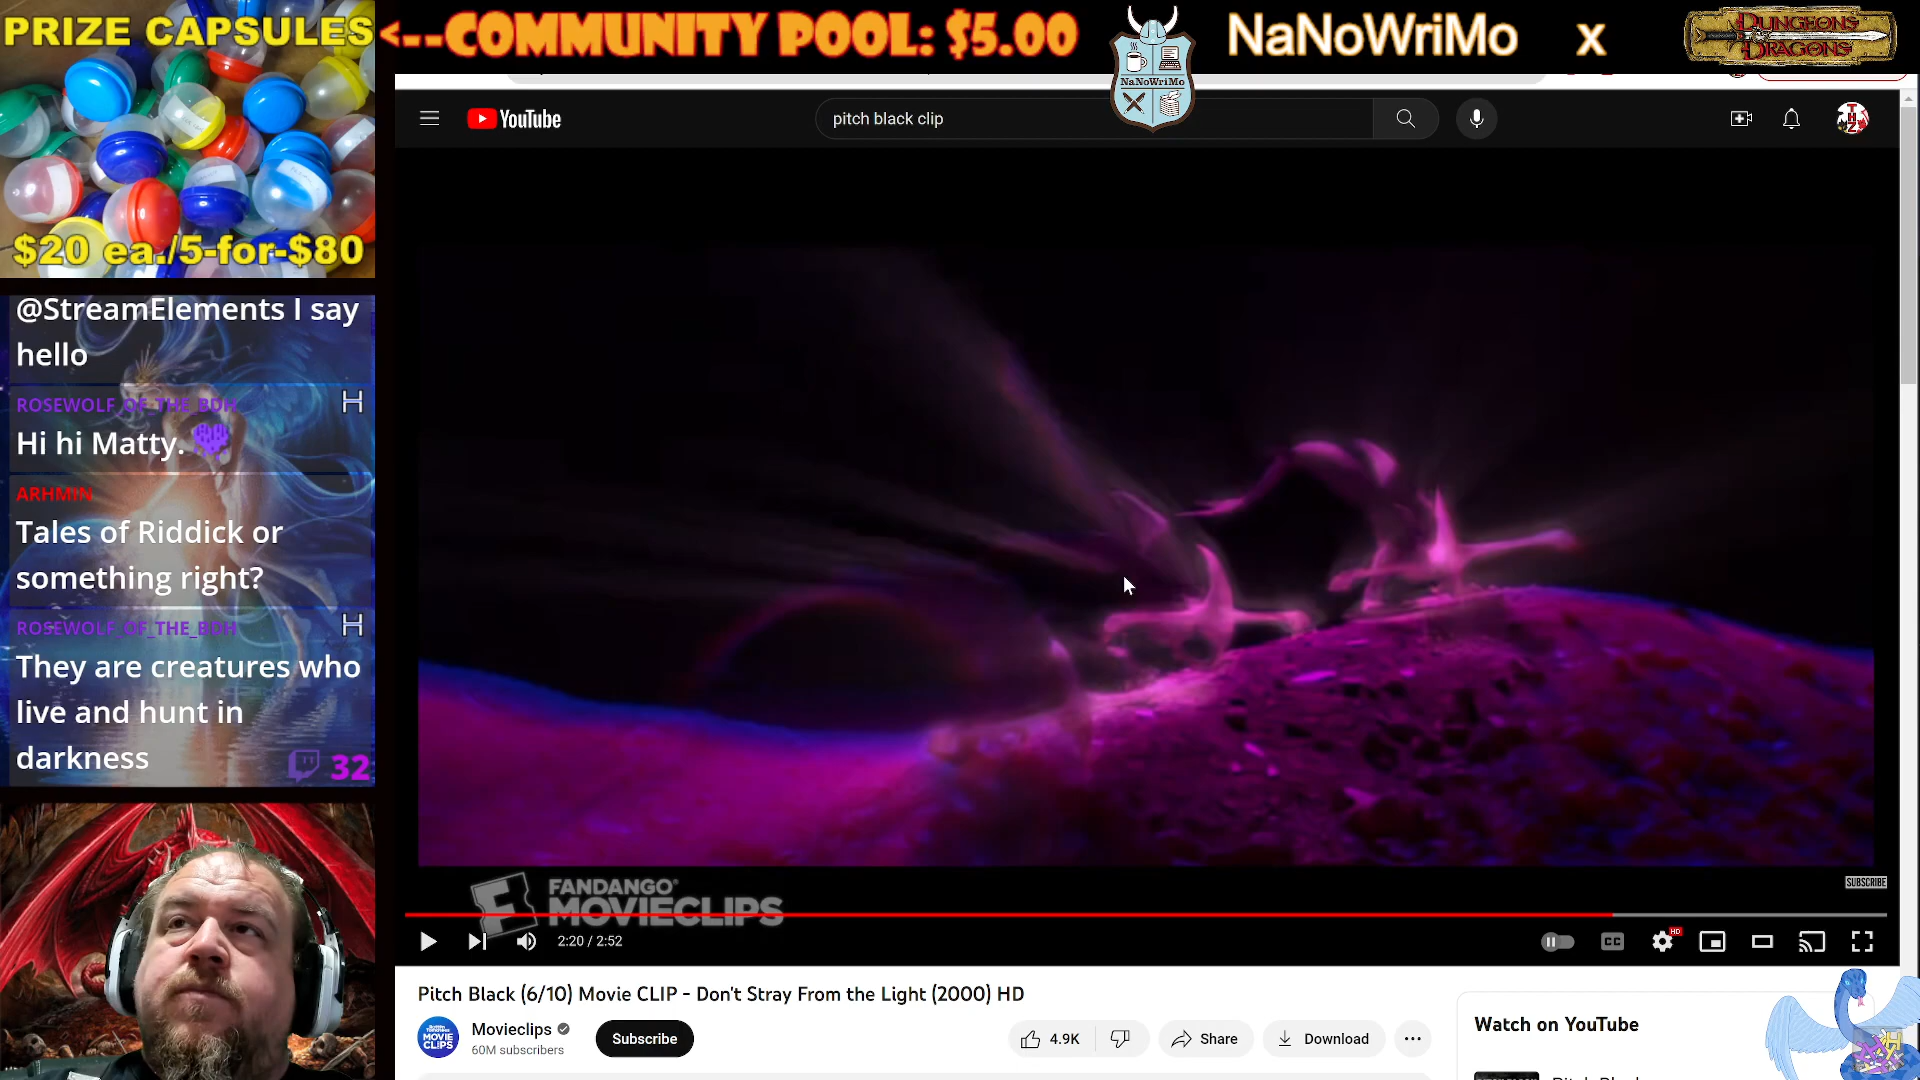 PRIZE CAPSULES
$20 ea./5-for-$80
<--COMMUNITY POOL: $5.00
NaNoWriMo
NaNoWriMo x
DUNGEONS
DRAGONS
YouTube
pitch black clip
THZ
@StreamElements I say
hello
ROSEWOLF_OF_THE_BDH
Hi hi Matty.
ARHMIN
Tales of Riddick or
something right?
ROSEWOLF_OF_THE_BDH
They are creatures who
live and hunt in
darkness
32
FANDANGO
MOVIECLIPS
SUBSCRIBE
2:20 / 2:52
CC
HD
Pitch Black (6/10) Movie CLIP - Don't Stray From the Light (2000) HD
MOVIE
CLIPS
Movieclips
60M subscribers
Subscribe
4.9K
Share
Download
Watch on YouTube